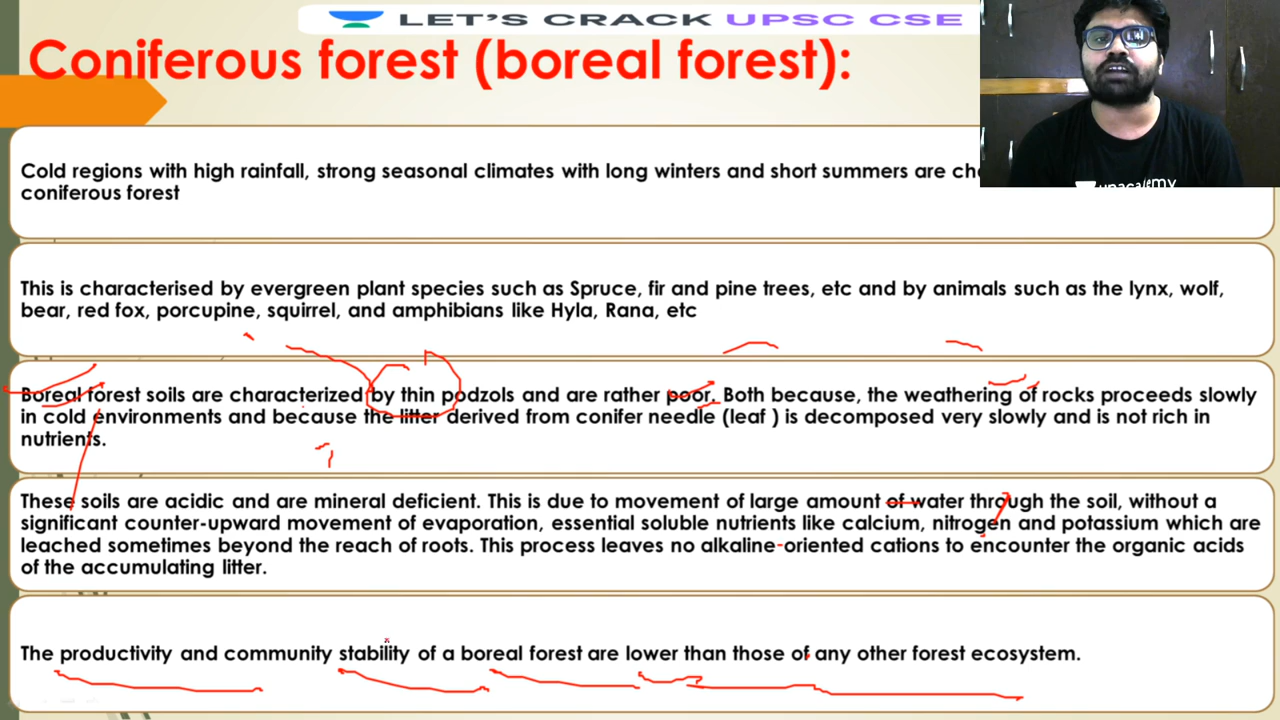 LET'S CRACK UPSC CSE
Coniferous forest (boreal forest):
Cold regions with high rainfall, strong seasonal climates with long winters and short summers are
coniferous forest
This is characterised by evergreen plant species such as Spruce, fir and pine trees, etc and by animals such as the lynx, wolf,
bear, red fox, porcupine, squirrel, and amphibians like Hyla, Rana, etc
Boreal forest soils are characterized by thin podzols and are rather poor. Both because, the weathering of rocks proceeds slowly
in cold environments and because the litter derived from conifer needle (leaf ) is decomposed very slowly and is not rich in
nutrients.
These soils are acidic and are mineral deficient. This is due to movement of large amount of water through the soil, without a
significant counter-upward movement of evaporation, essential soluble nutrients like calcium, nitrogen and potassium which are
leached sometimes beyond the reach of roots. This process leaves no alkaline-oriented cations to encounter the organic acids
of the accumulating litter.
The productivity and community stability of a boreal forest are lower than those of any other forest ecosystem.